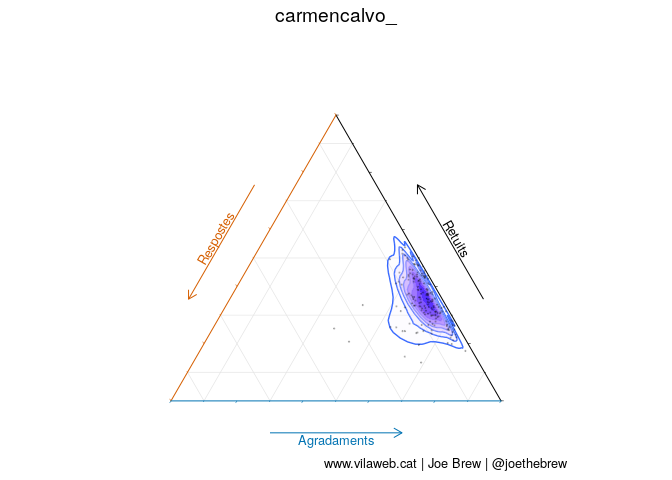 carmencalvo_
Respostes
Retuits
Agradaments
www.vilaweb.cat | Joe Brew | @joethebrew